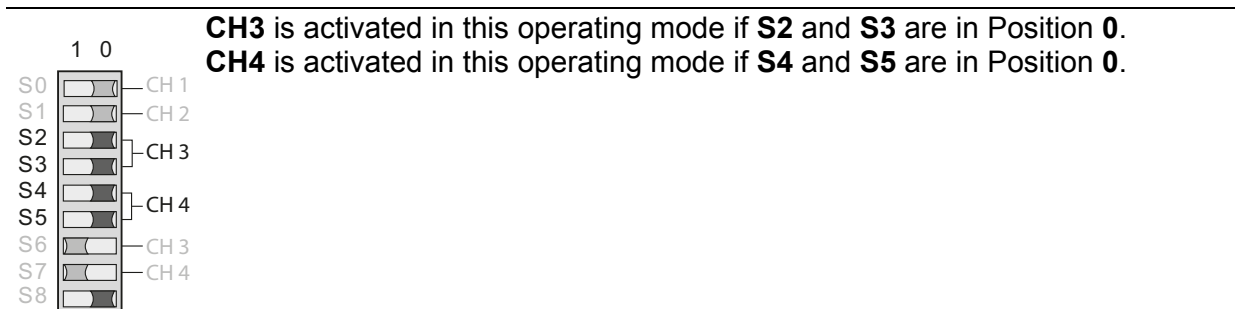 CH3 is activated in this operating mode if S2 and S3 are in Position 0.
CH4 is activated in this operating mode if S4 and S5 are in Position 0.
1 0
S0 CH 1
S1 CH 2
S2
CH 3
S3
S4
CH 4
S5
S6 CH 3
S7 CH 4
S8